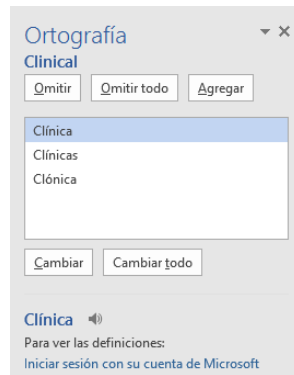 Ortografía
Clinical
Omitir Omitir todo Agregar
Clínica
Clínicas
Clónica
Cambiar Cambiar todo
Clínica
Para ver las definiciones:
Iniciar sesión con su cuenta de Microsoft